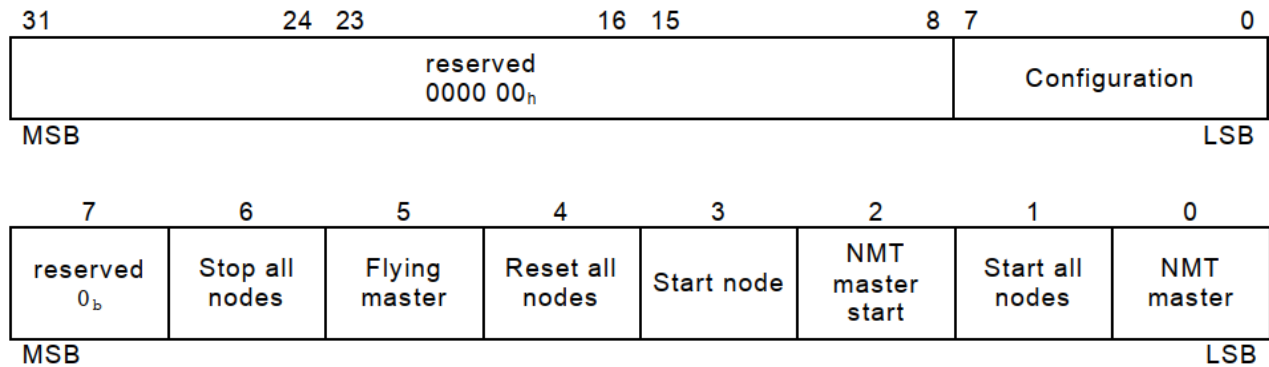 31 24 23 16 15 8 7 0
reserved Configuration
0000 00h
MSB LSB
7 6 5 4 3 2 1 0
reserved Stop all Flying Reset all Start node NMT Start all NMT
0b nodes master nodes master nodes master
start
MSB LSB